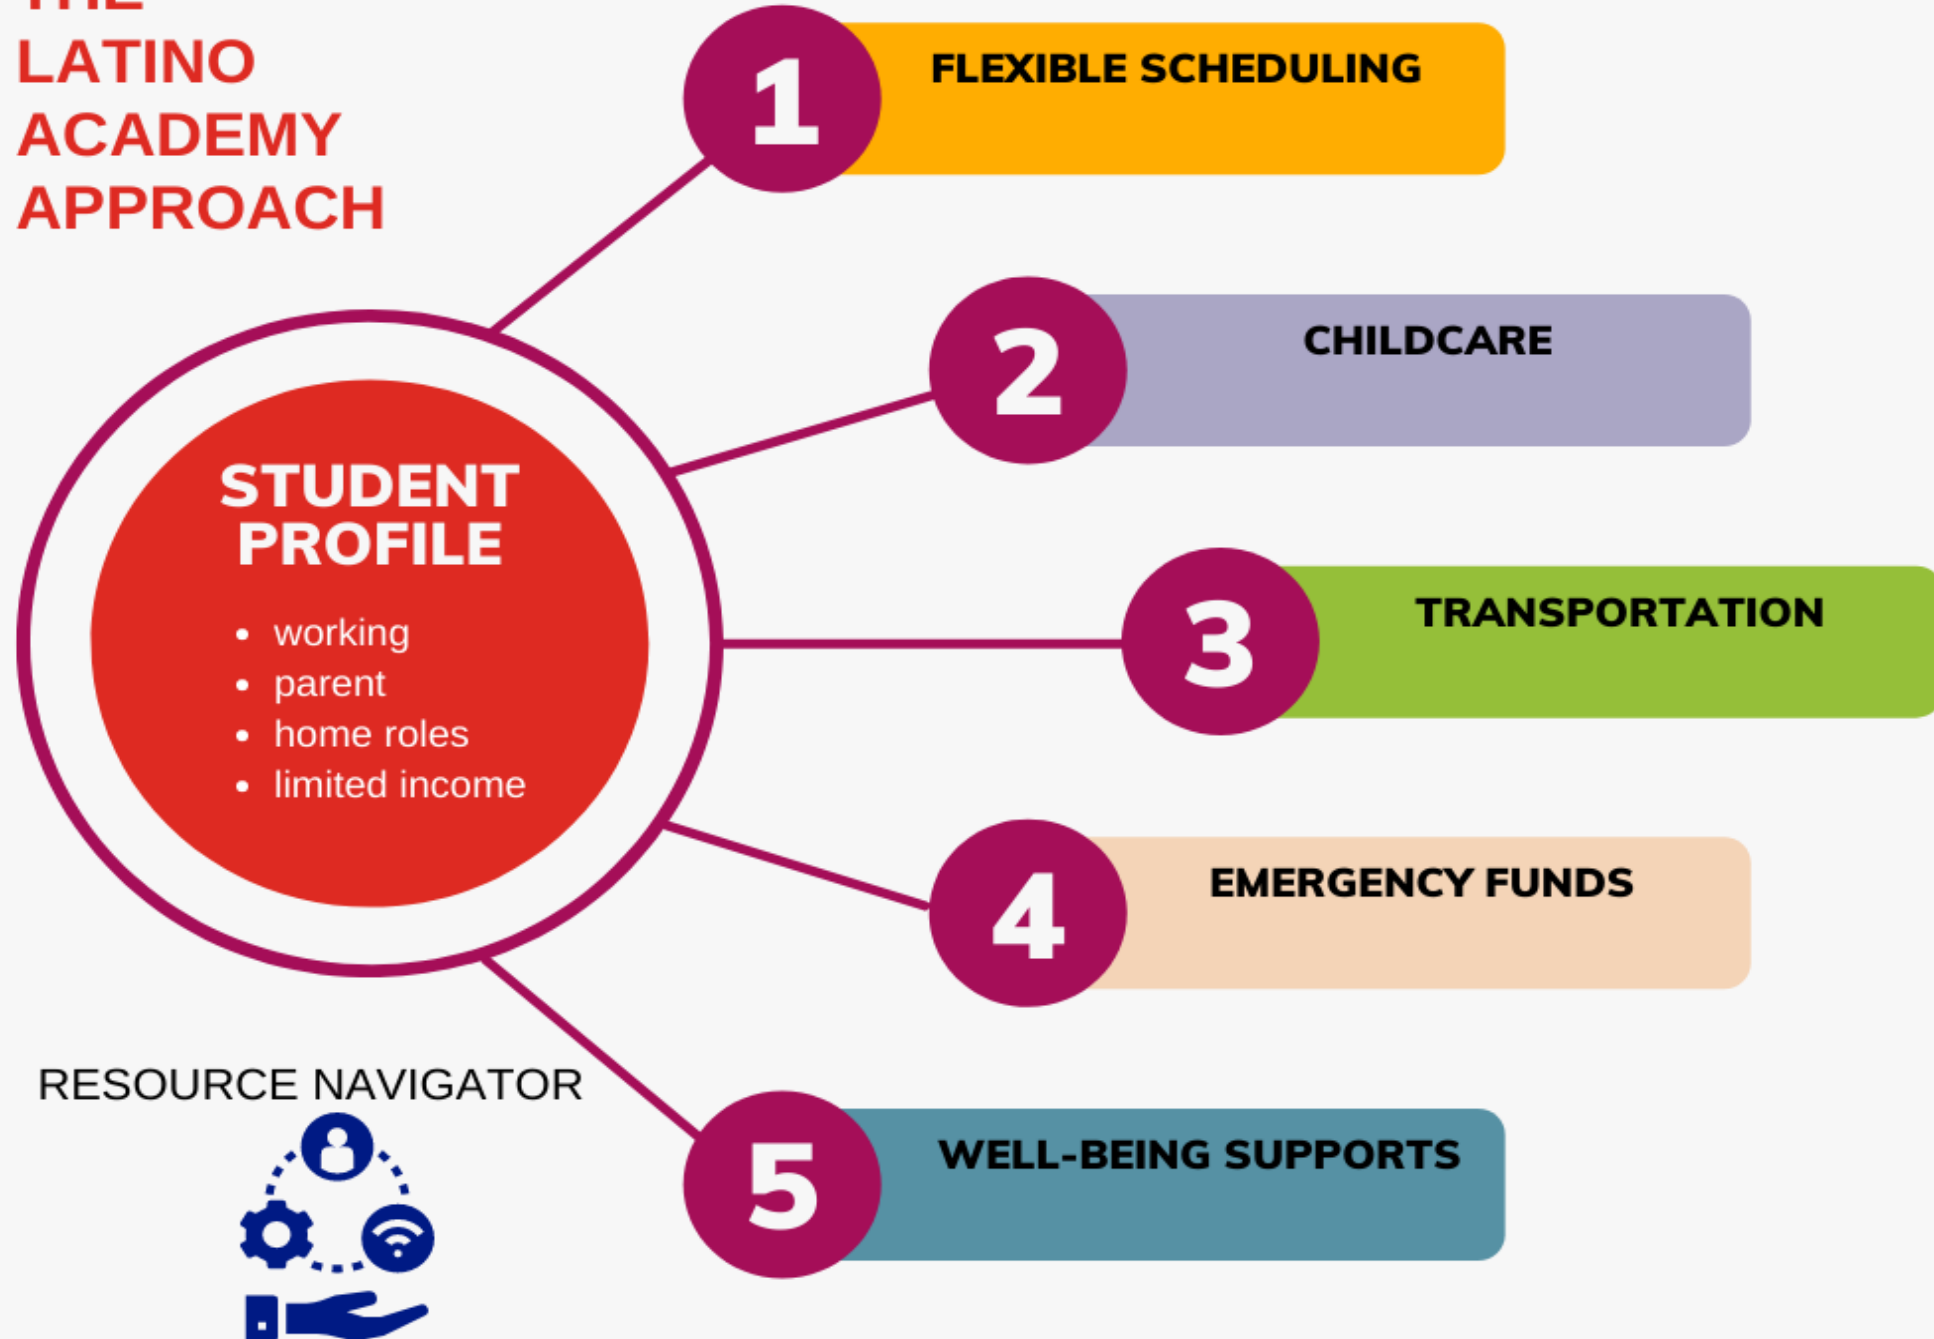 THE
LATINO
ACADEMY
APPROACH
1
FLEXIBLE SCHEDULING
2
CHILDCARE
STUDENT
PROFILE
• working
• parent
• home roles
• limited income
3
TRANSPORTATION
4
EMERGENCY FUNDS
RESOURCE NAVIGATOR
5
WELL-BEING SUPPORTS